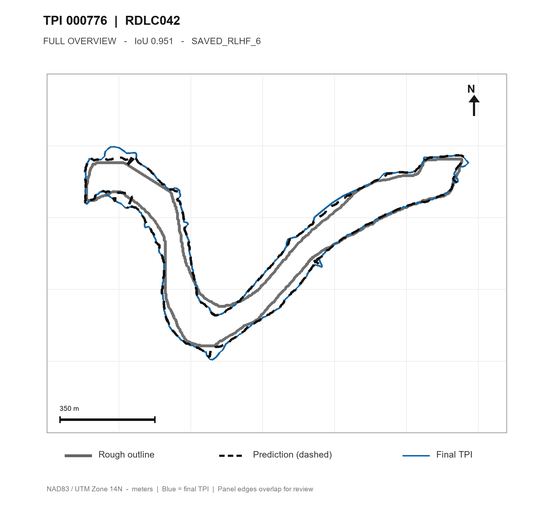 TPI 000776 | RDLC042
FULL OVERVIEW - IoU 0.951 - SAVED_RLHF_6
N
350 m
Rough outline
Prediction (dashed)
Final TPI
NAD83 / UTM Zone 14N - meters | Blue = final TPI | Panel edges overlap for review